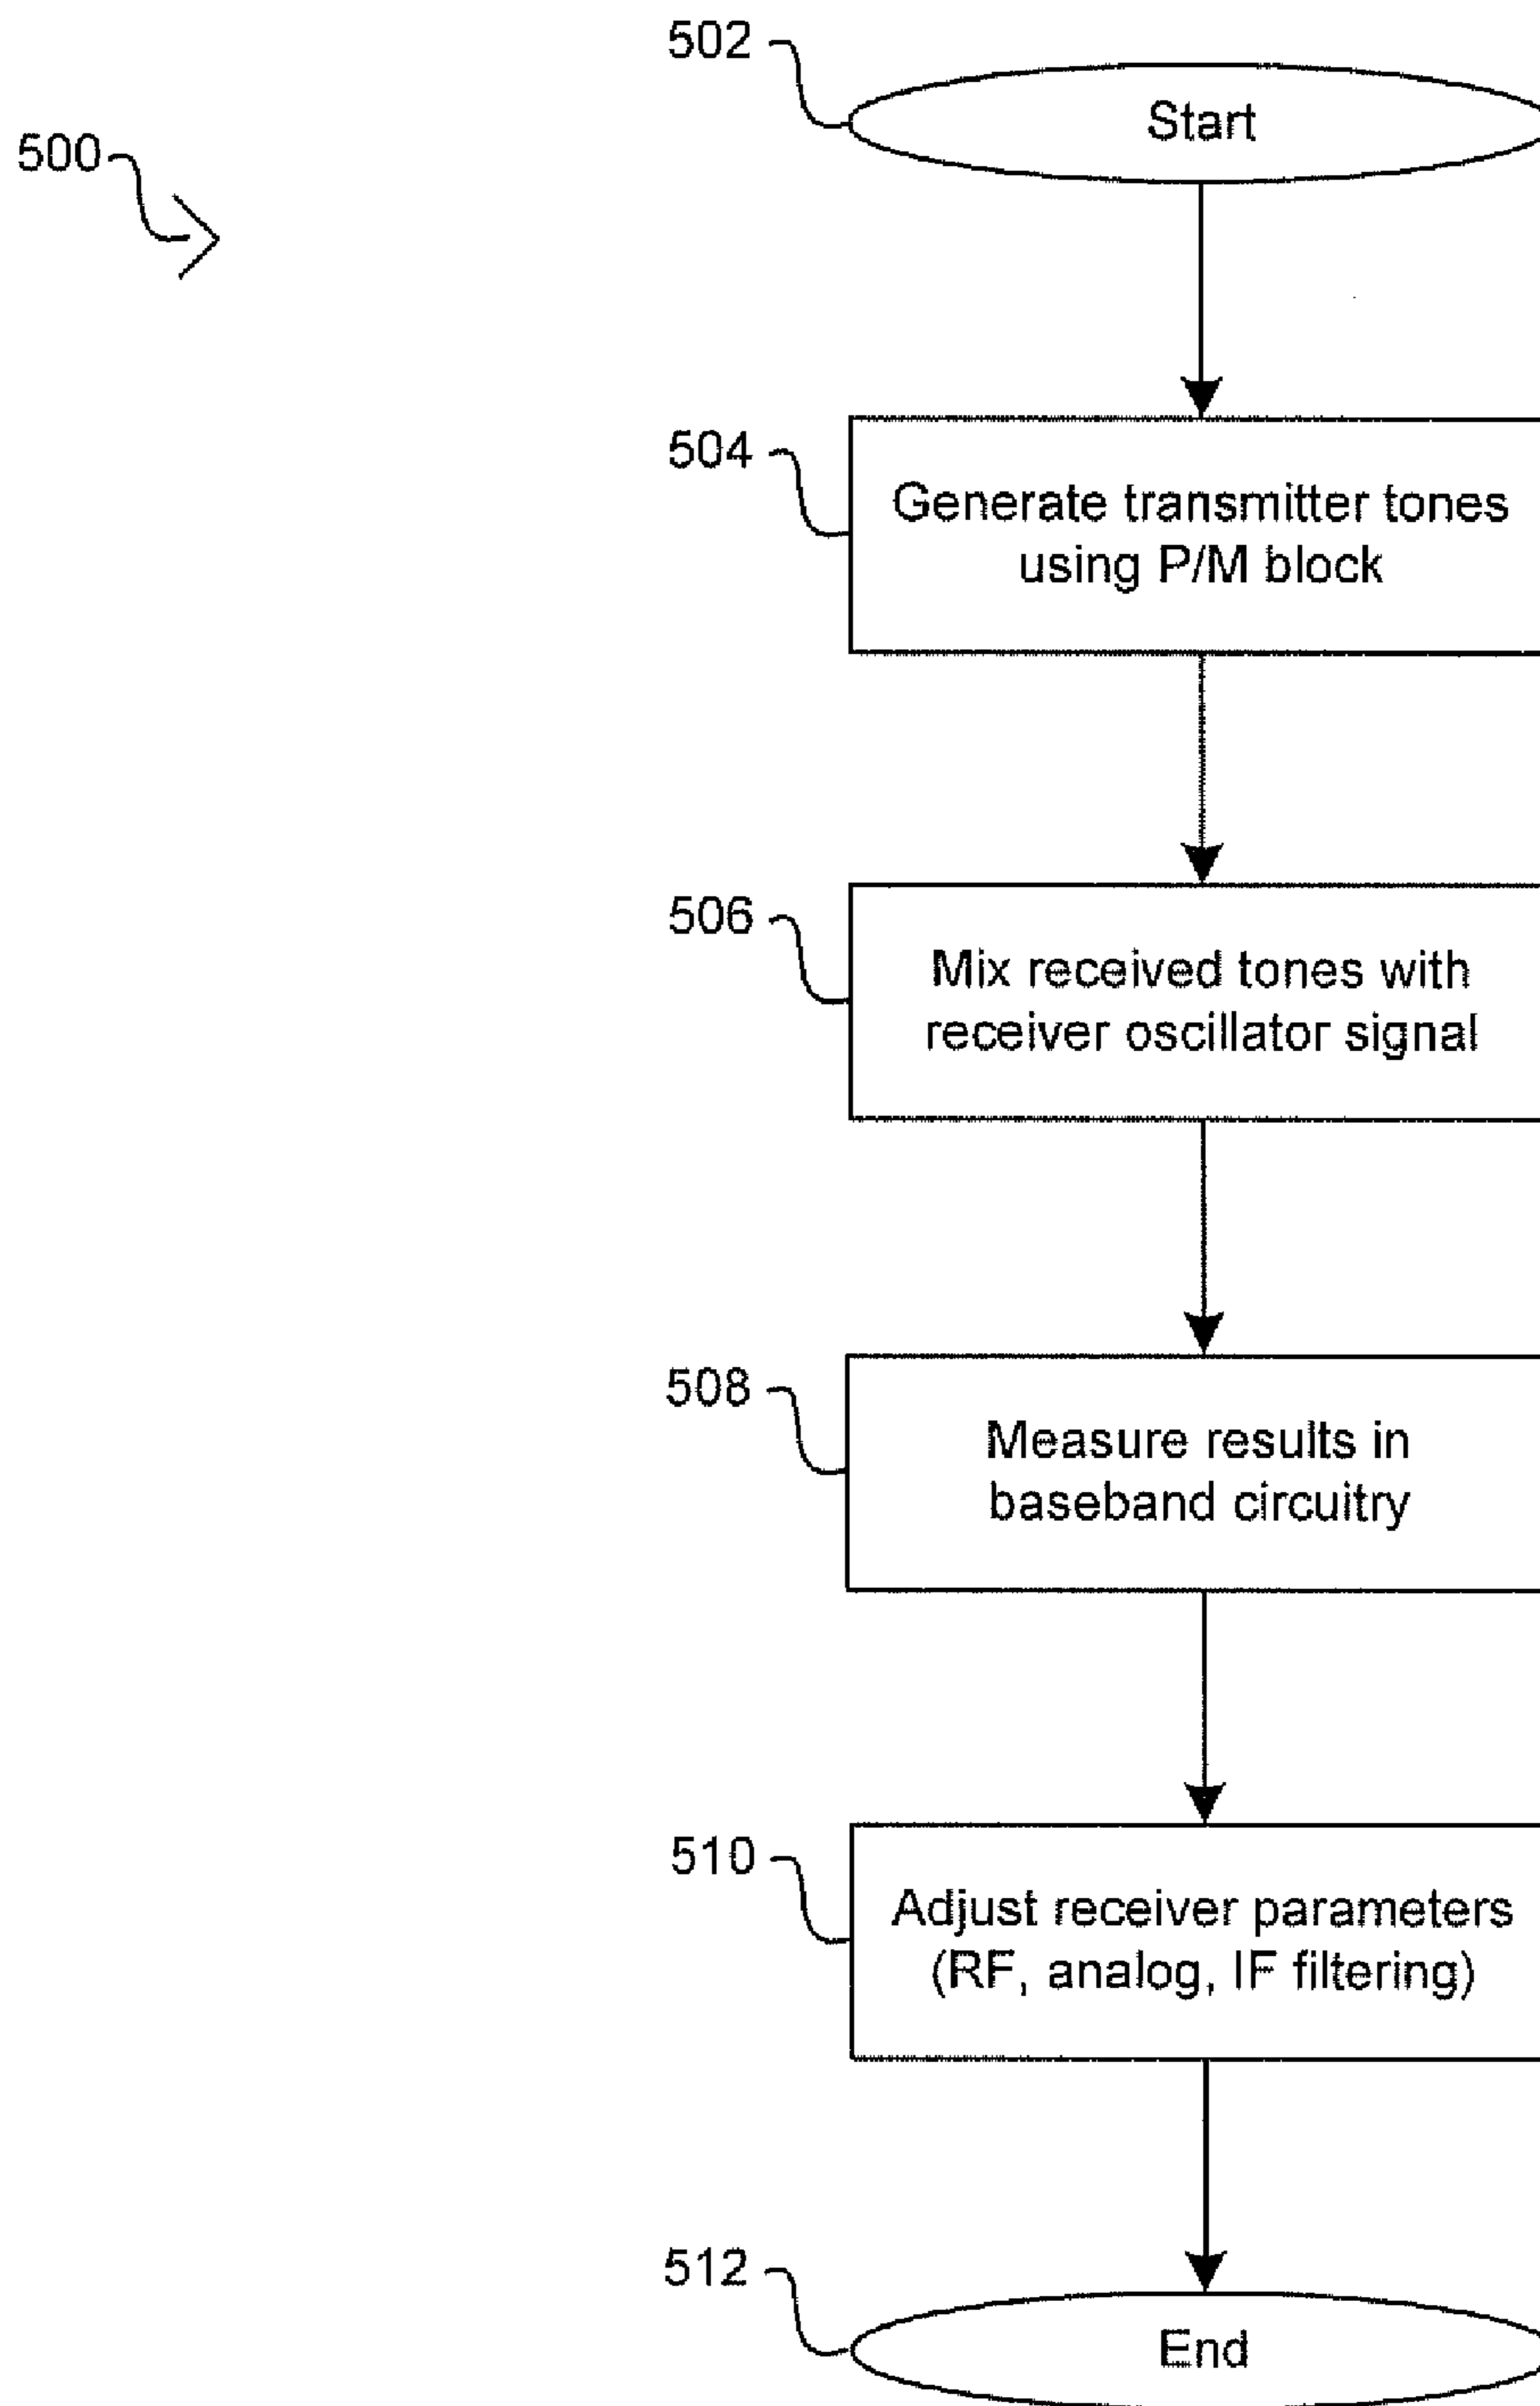 502
Start
500
504
Generate transmitter tones
using P/M block
506
Mix received tones with
receiver oscillator signal
508
Measure results in
baseband circuitry
510
Adjust receiver parameters
(RF, analog, IF filtering)
512
End